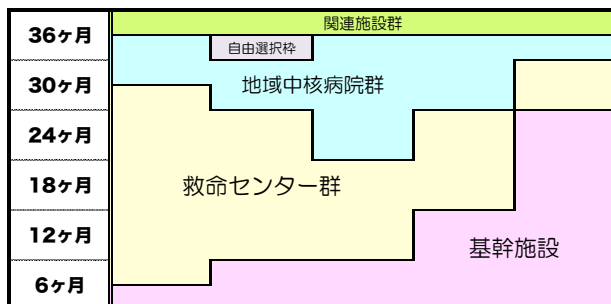 関連施設群
36ヶ月
自由選択枠
30ヶ月
地域中核病院群
24ヶ月
18ヶ月
救命センター群
12ヶ月
基幹施設
6ヶ月